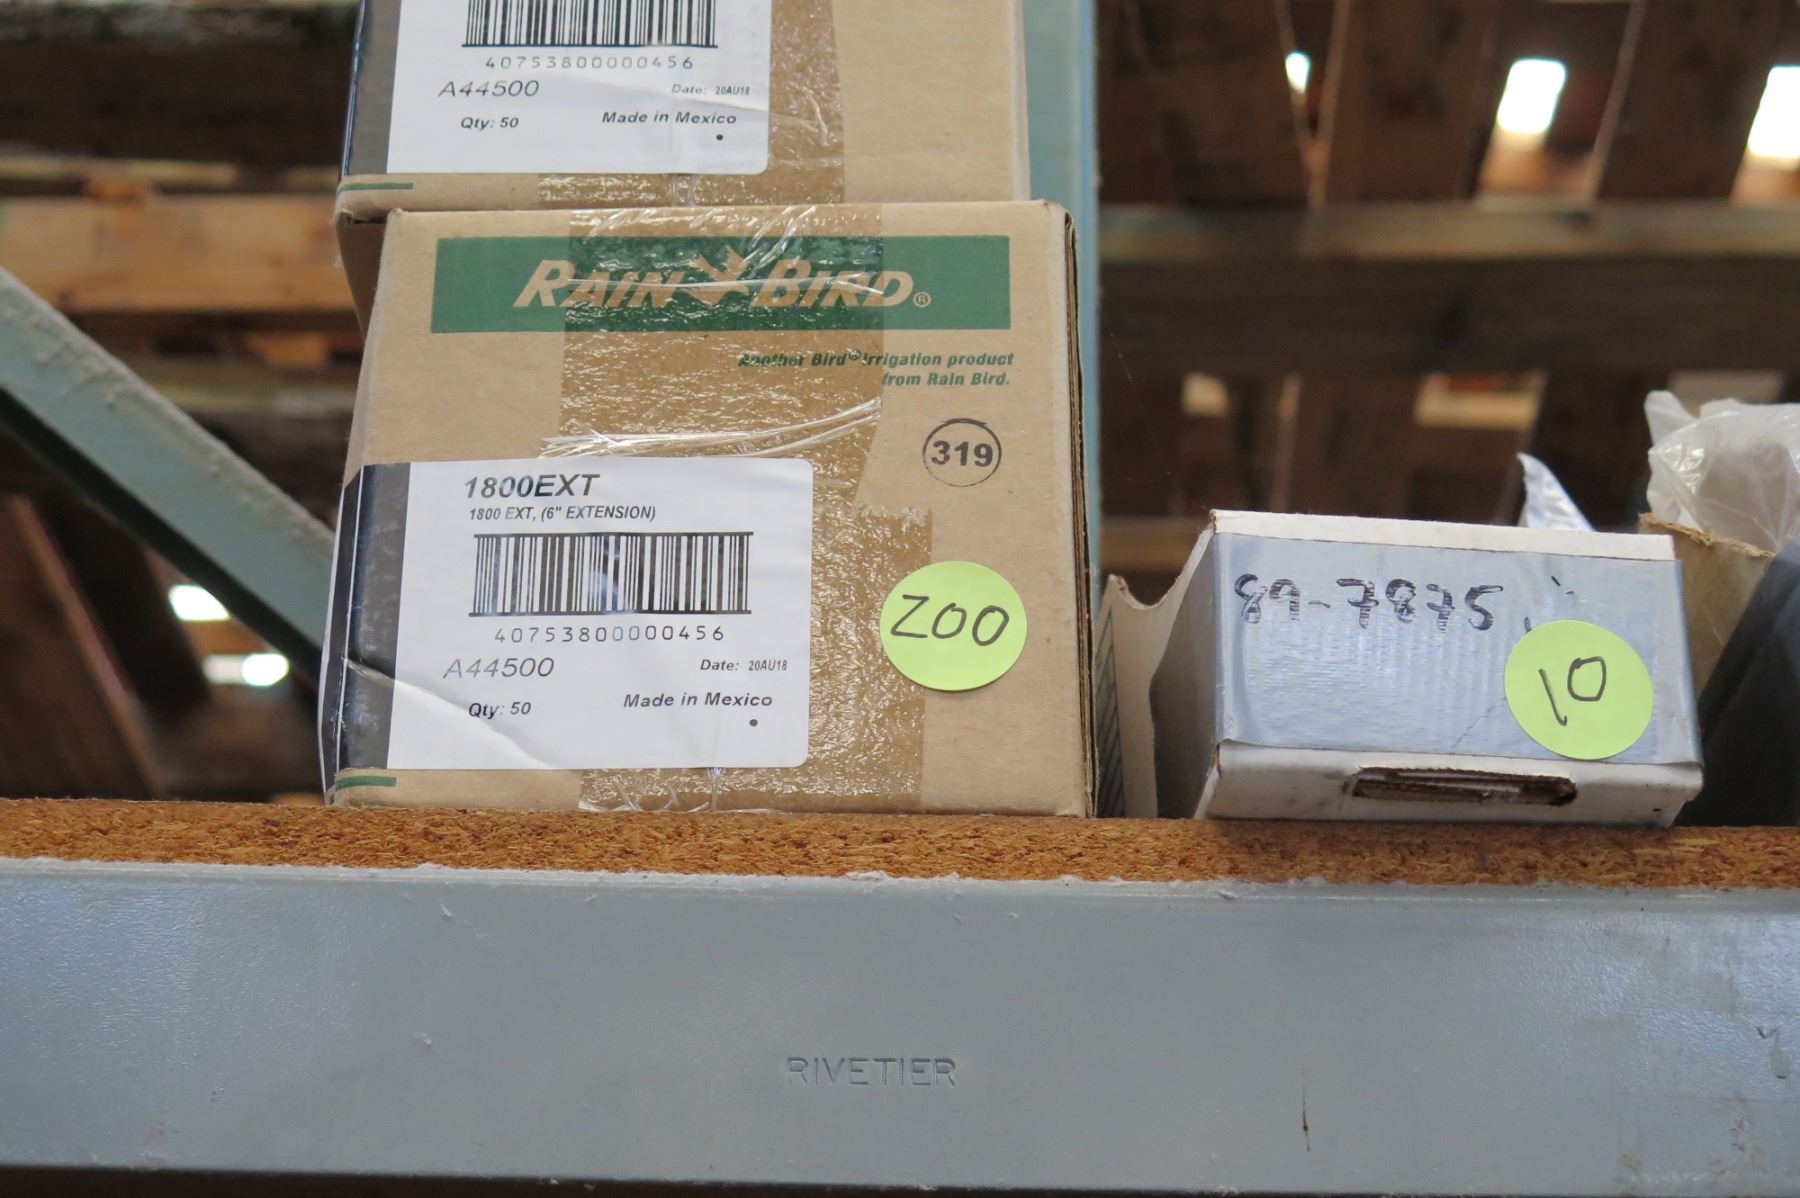 40753800000456
A44500
Date: 20AU18
Qty: 50
Made in Mexico
RAIN BIRD®
Another Bird® irrigation product
from Rain Bird.
319
1800EXT
1800 EXT, (6" EXTENSION)
40753800000456
A44500
Date: 20AU18
Qty: 50
Made in Mexico
200
89-7875
10
RIVETIER